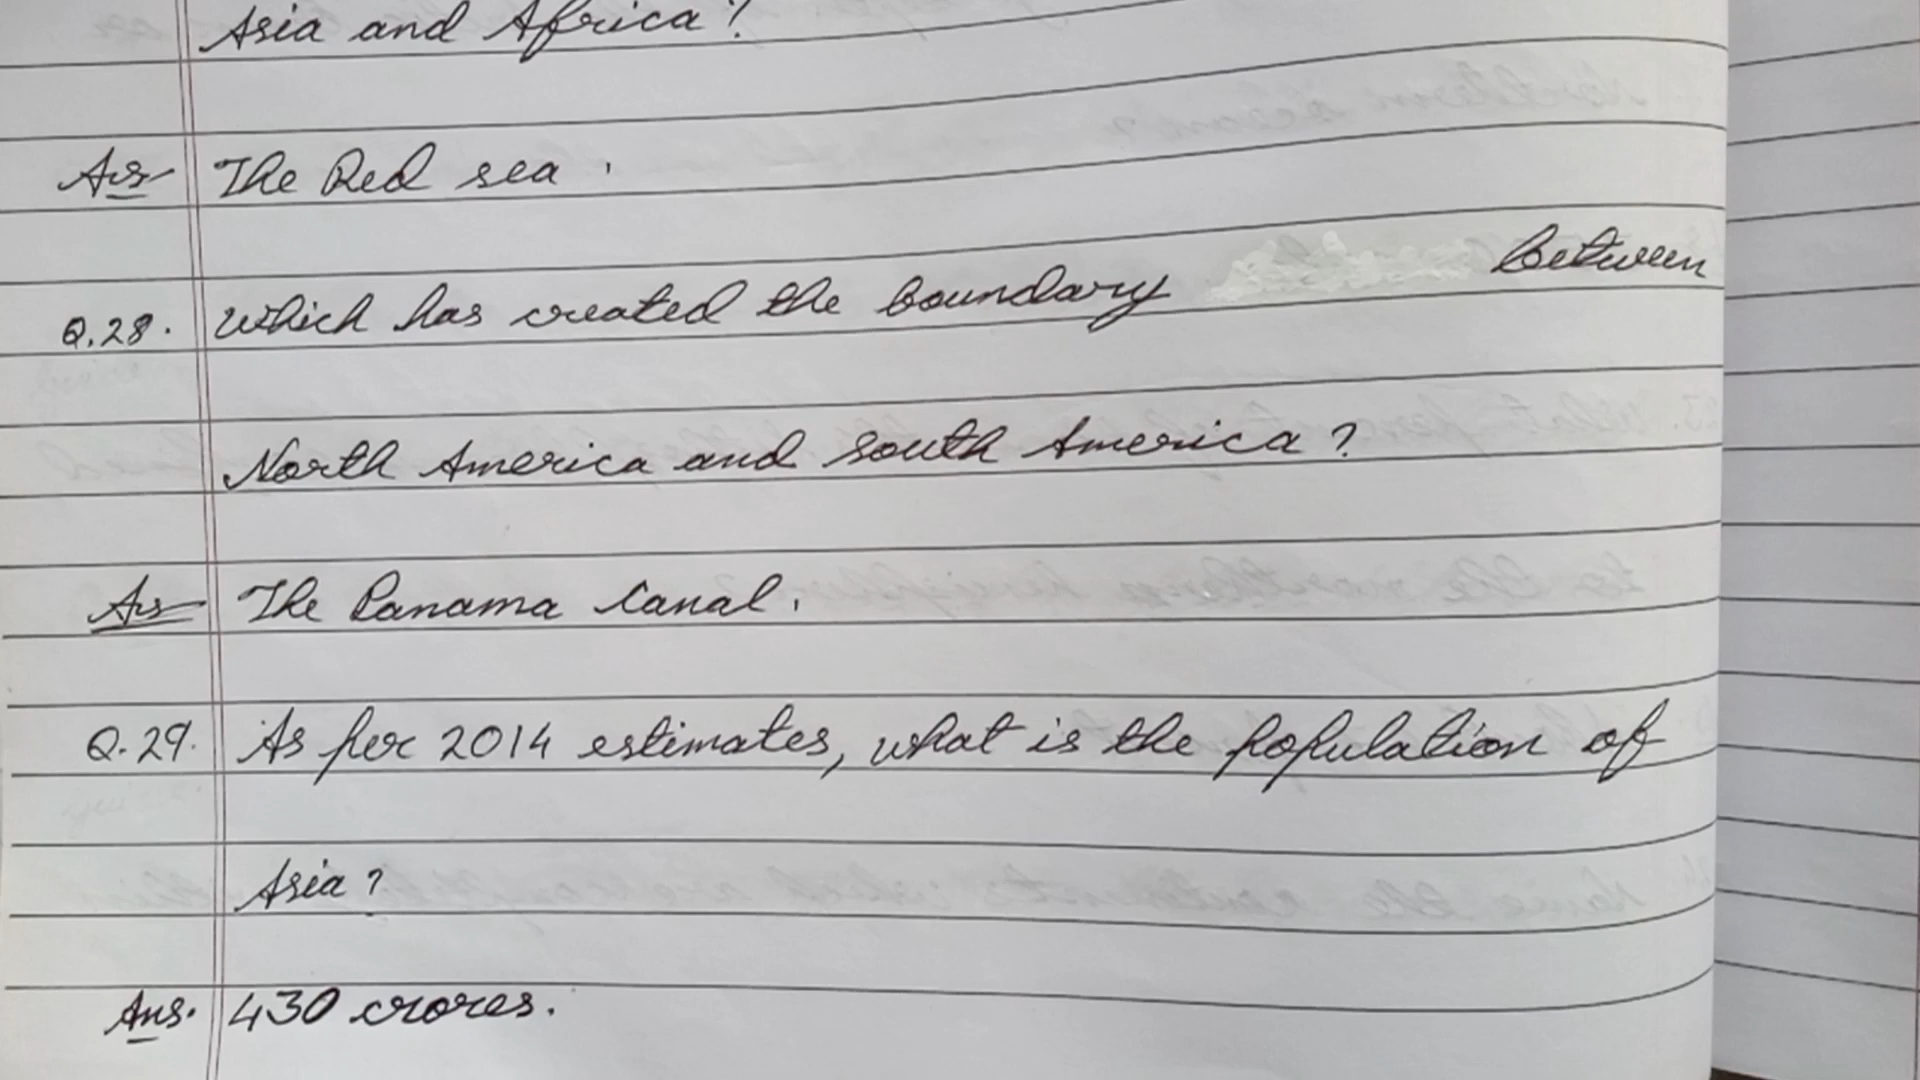 Asia and Africa?
Ans The Red sea.
Q.28. Which has created the boundary between
North America and South America?
Ans The Panama Canal.
Q.29. As per 2014 estimates, what is the population of
Asia?
Ans. 430 crores.